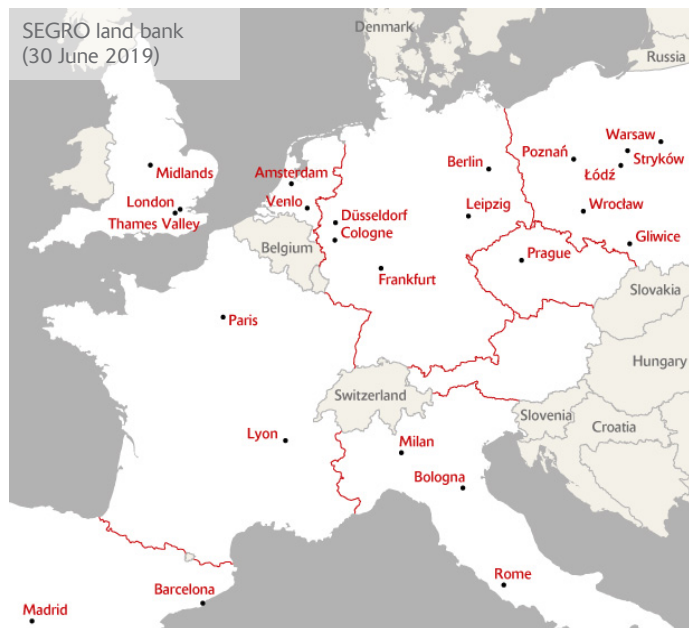 SEGRO land bank
(30 June 2019)
Denmark
Russia
Warsaw
Poznań
Stryków
Łódź
Midlands
Amsterdam
Berlin
London
Venlo
Wrocław
Thames Valley
Düsseldorf
Leipzig
Cologne
Belgium
Gliwice
Prague
Frankfurt
Slovakia
Paris
Hungary
Switzerland
Slovenia
Croatia
Lyon
Milan
Bologna
Rome
Barcelona
Madrid